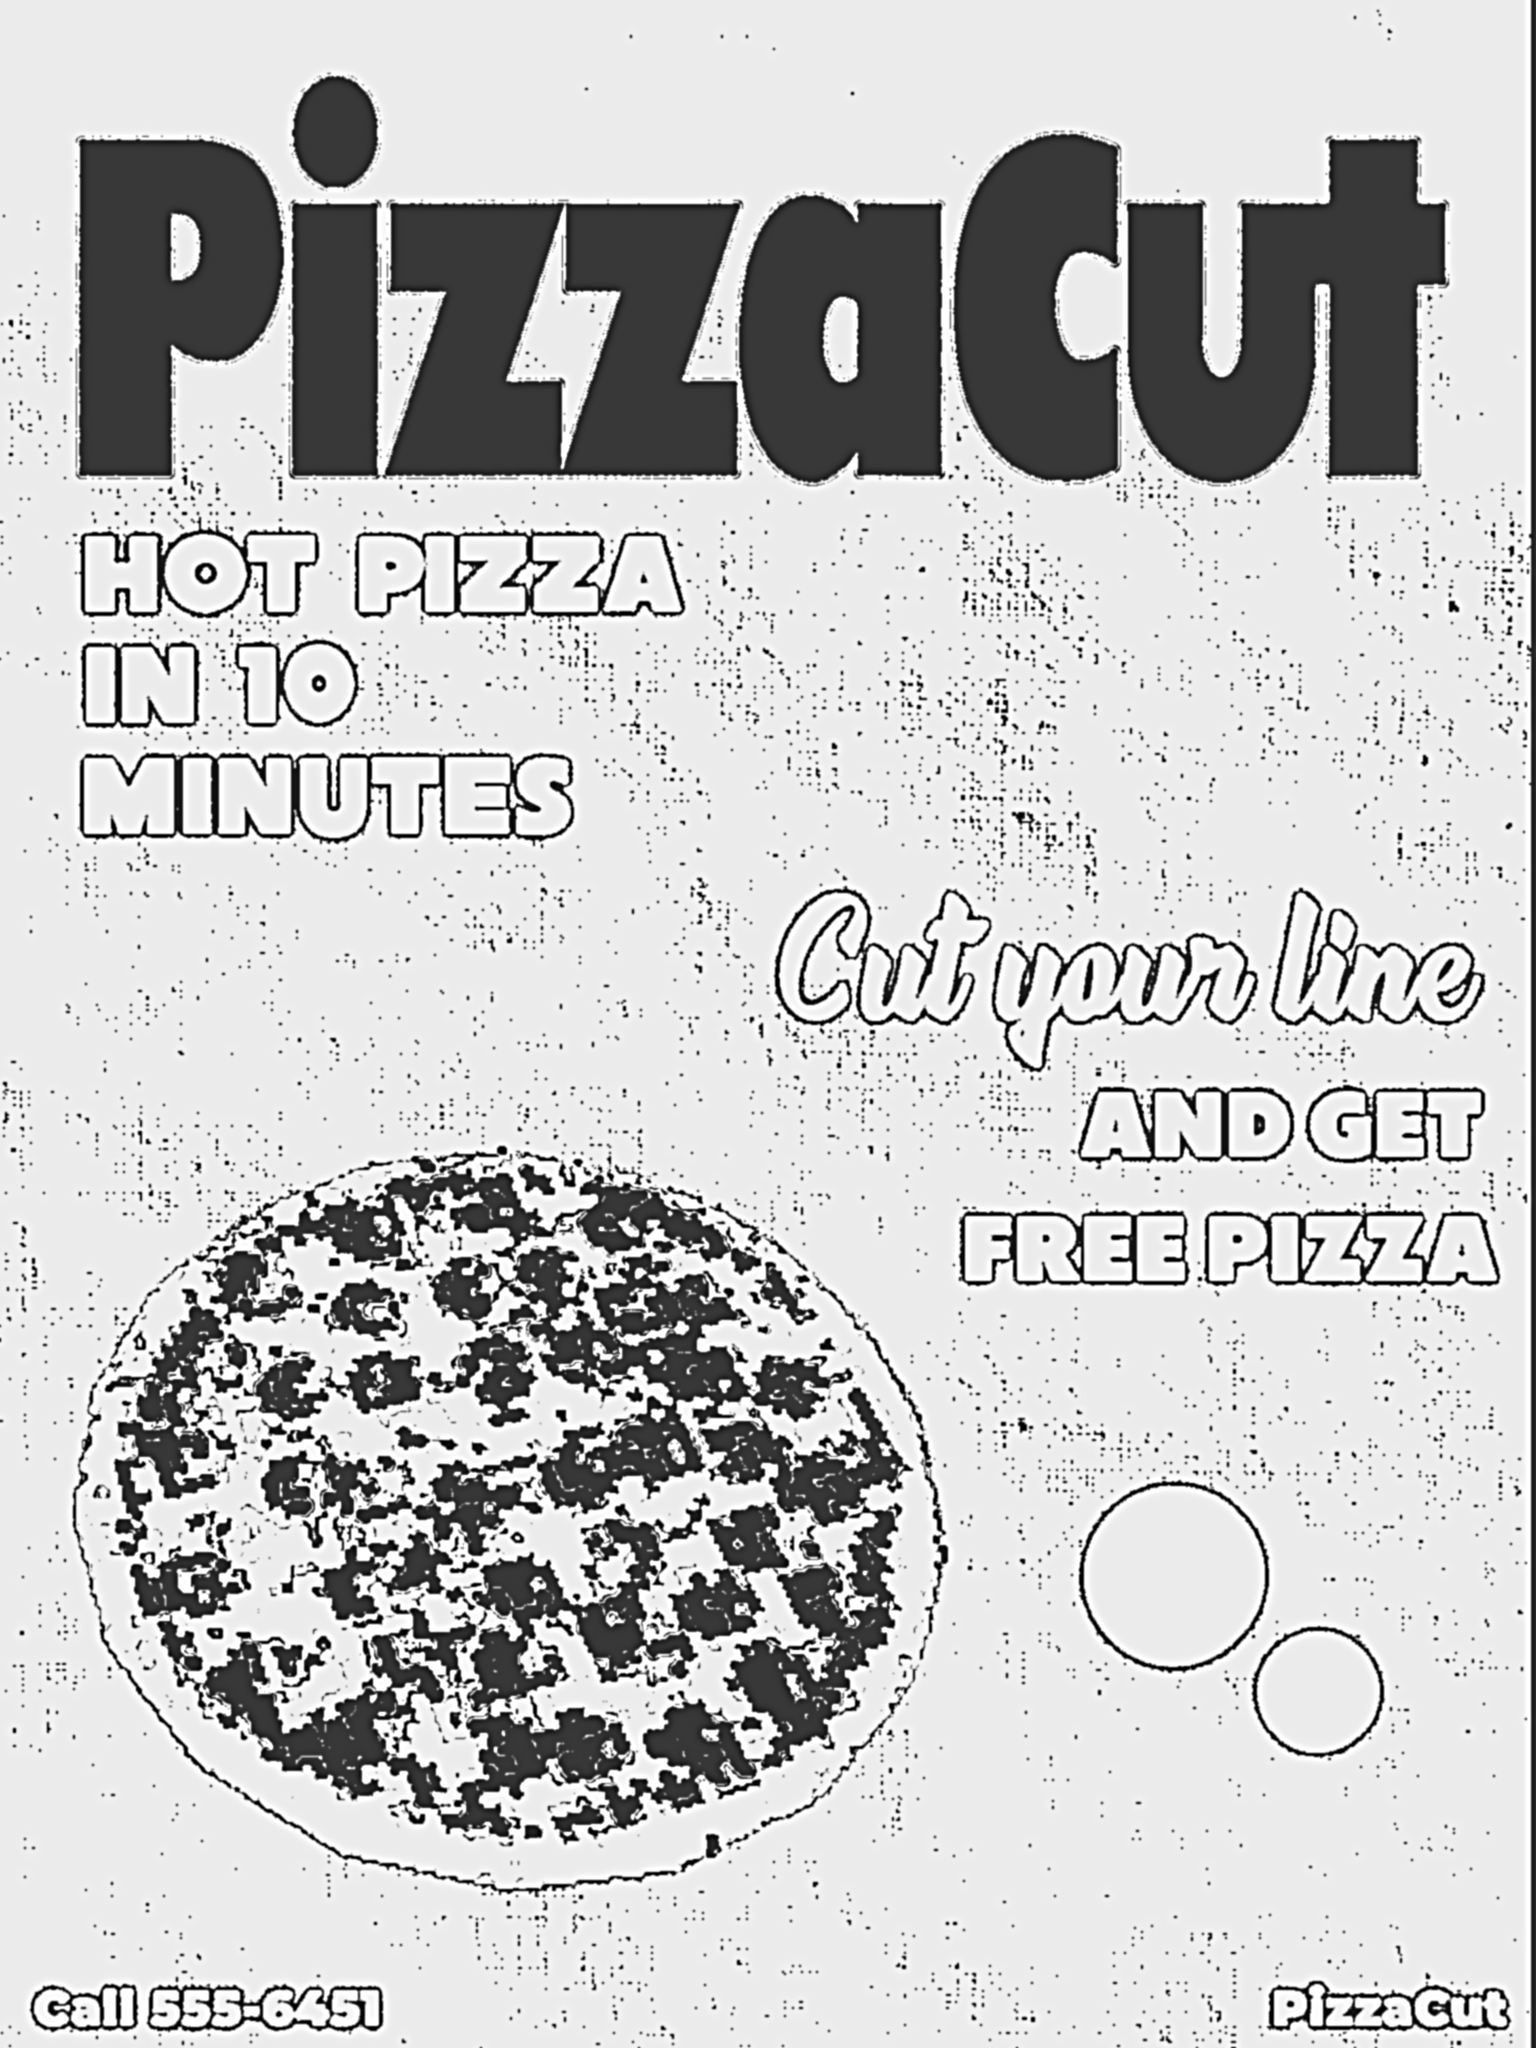 PizzaCut
HOT PIZZA
IN 10
MINUTES
Cut your line
AND GET
FREE PIZZA
Call 555-6451
PizzaCut